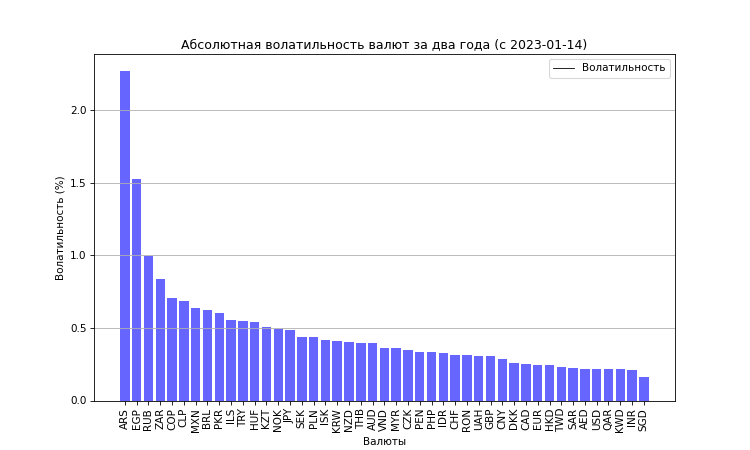 Абсолютная волатильность валют за два года (с 2023-01-14)
Волатильность
Волатильность (%)
2.0
1.5
1.0
0.5
0.0
ARS EGP RUB ZAR COP CLP MXN BRL PKR ILS TRY HUF KZT NOK JPY SEK PLN ISK KRW NZD THB AUD VND MYR CZK PEN PHP IDR CHF RON UAH GBP CNY DKK CAD EUR HKD TWD SAR AED USD QAR KWD INR SGD
Валюты